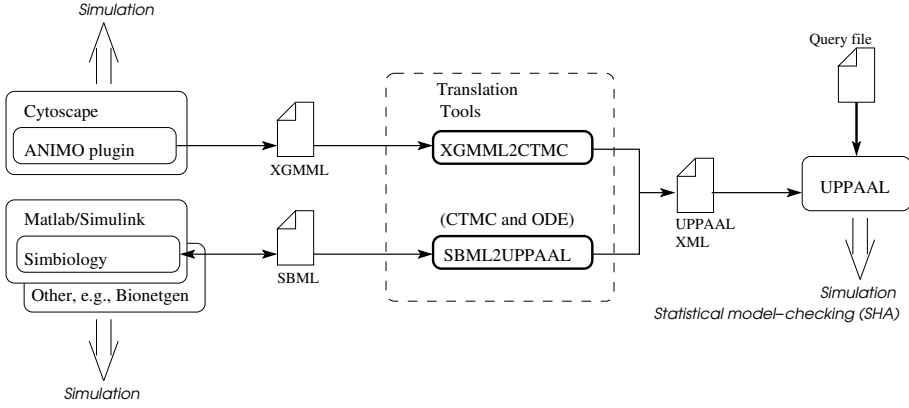 Simulation
Query file
Cytoscape
ANIMO plugin
XGMML
Translation
Tools
XGMML2CTMC
UPPAAL
Matlab/Simulink
Simbiology
Other, e.g., Bionetgen
SBML
(CTMC and ODE)
SBML2UPPAAL
UPPAAL
XML
Simulation
Statistical model-checking (SHA)
Simulation